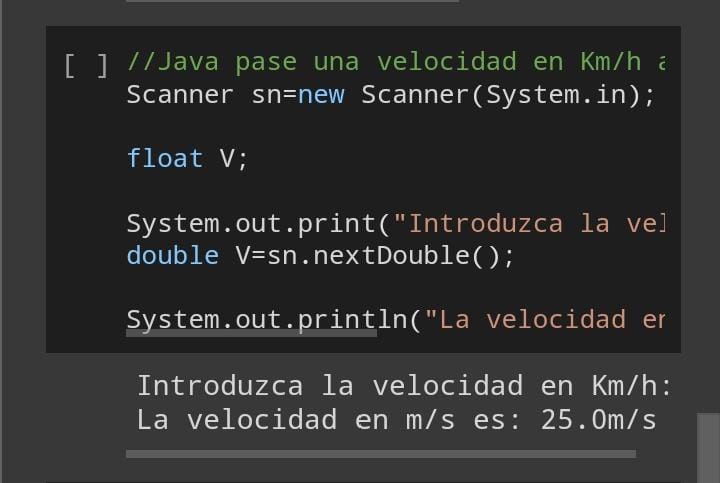 [ ] //Java pase una velocidad en Km/h a
Scanner sn=new Scanner(System.in);
float V;
System.out.print("Introduzca la vel
double V=sn.nextDouble();
System.out.println("La velocidad en
Introduzca la velocidad en Km/h:
La velocidad en m/s es: 25.0m/s